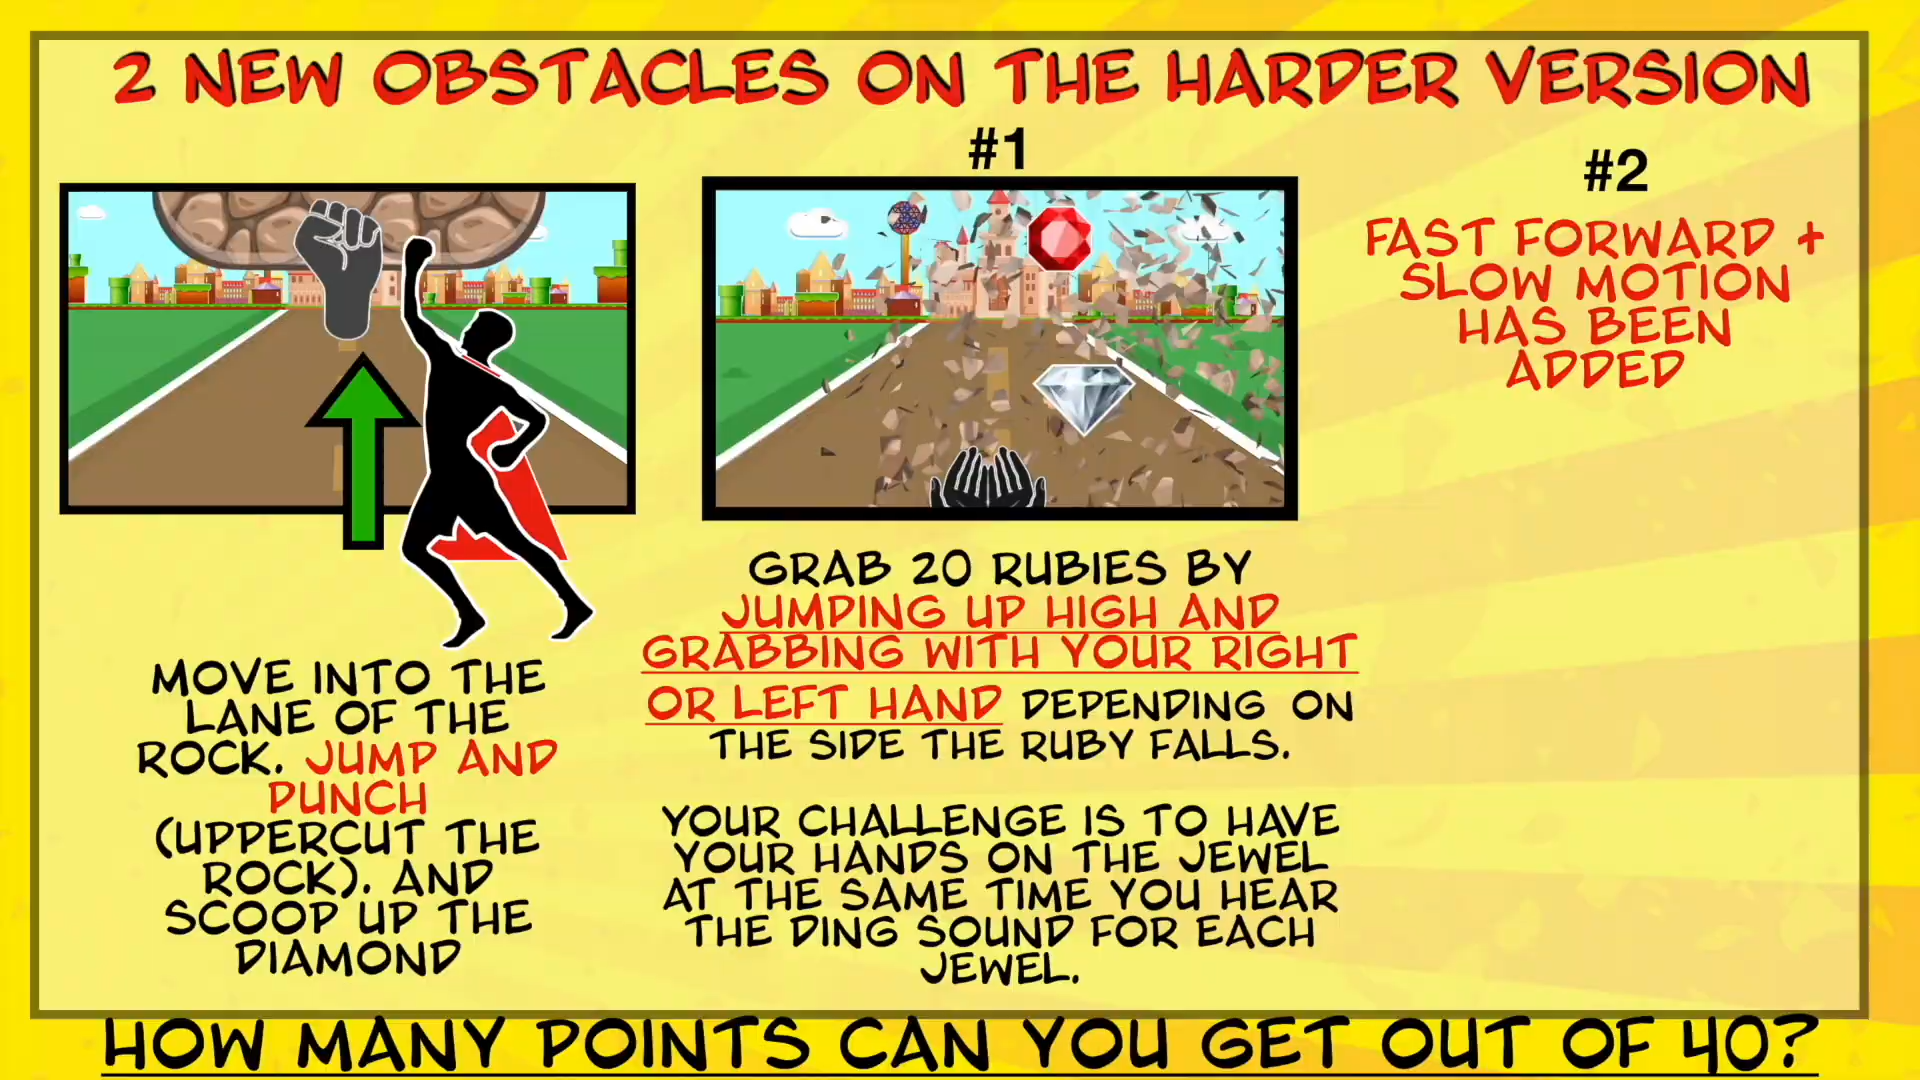 2 NEW OBSTACLES ON THE HARDER VERSION
MOVE INTO THE
LANE OF THE
ROCK. JUMP AND
PUNCH
(UPPERCUT THE
ROCK). AND
SCOOP UP THE
DIAMOND
#1
GRAB 20 RUBIES BY
JUMPING UP HIGH AND
GRABBING WITH YOUR RIGHT
OR LEFT HAND DEPENDING ON
THE SIDE THE RUBY FALLS.
YOUR CHALLENGE IS TO HAVE
YOUR HANDS ON THE JEWEL
AT THE SAME TIME YOU HEAR
THE DING SOUND FOR EACH
JEWEL.
#2
FAST FORWARD +
SLOW MOTION
HAS BEEN
ADDED
HOW MANY POINTS CAN YOU GET OUT OF 40?